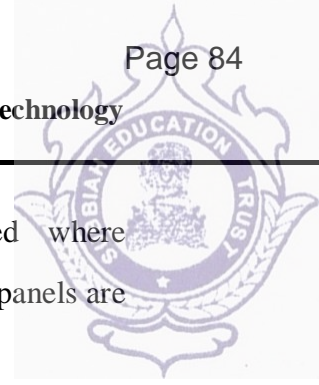 Page 84
echnology
EDUCATION TRUST
ed where
panels are